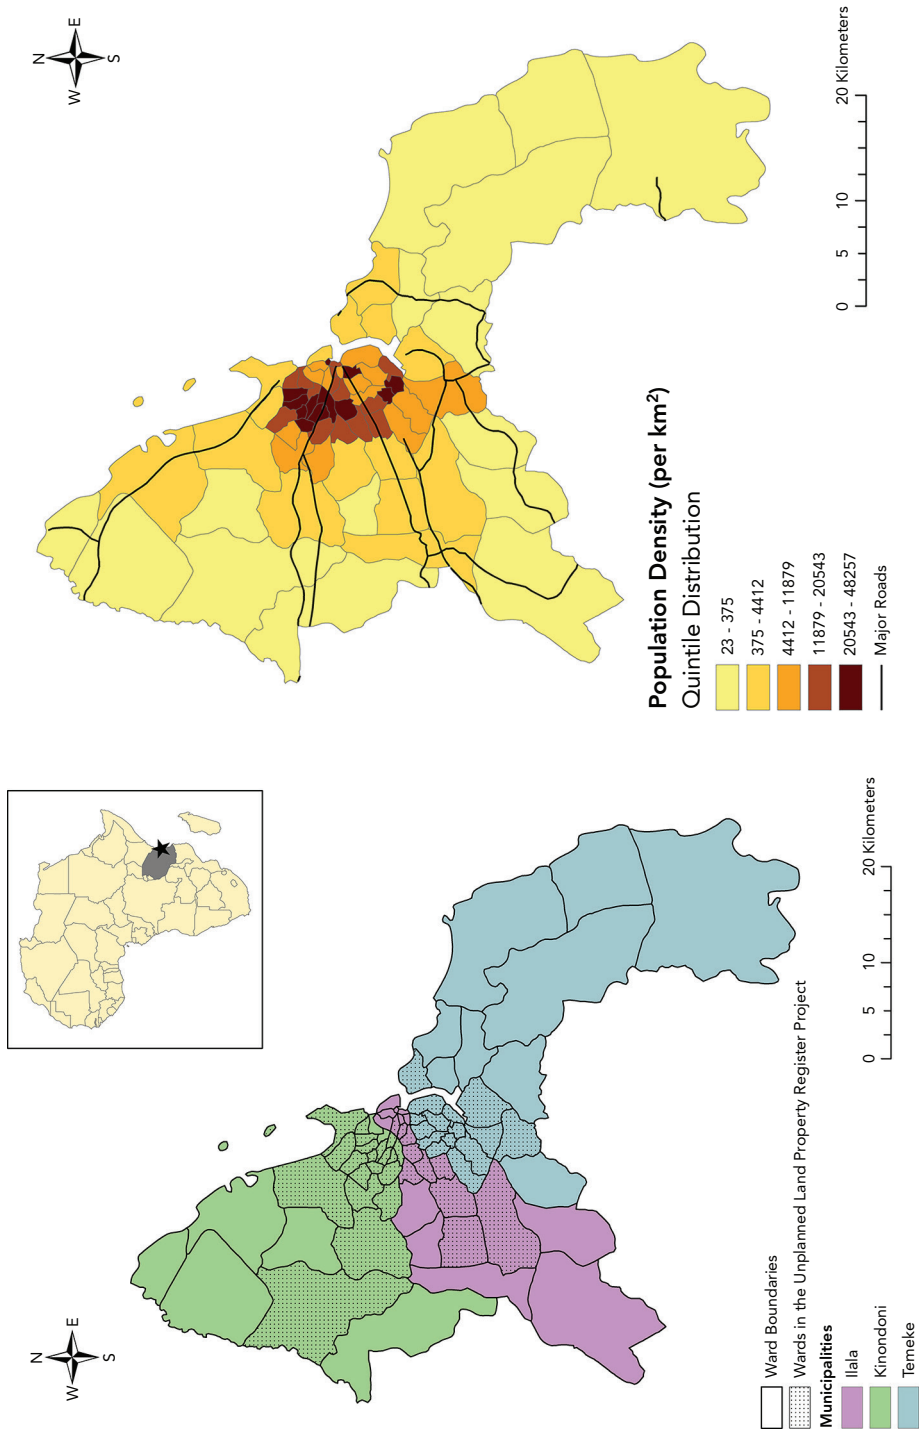 N
W E
S
Ward Boundaries
Wards in the Unplanned Land Property Register Project
Municipalities
Ilala
Kinondoni
Temeke
0 5 10 20 Kilometers
N
W E
S
Population Density (per km²)
Quintile Distribution
23 - 375
375 - 4412
4412 - 11879
11879 - 20543
20543 - 48257
Major Roads
0 5 10 20 Kilometers